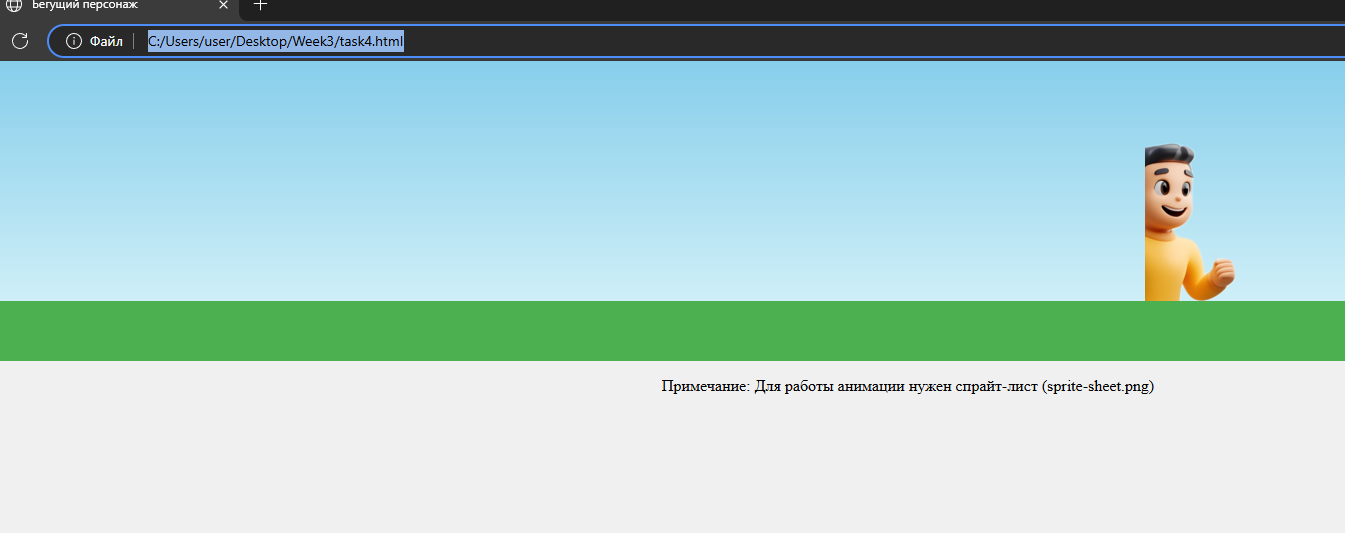 Бегущий персонаж
Файл C:/Users/user/Desktop/Week3/task4.html
Примечание: Для работы анимации нужен спрайт-лист (sprite-sheet.png)